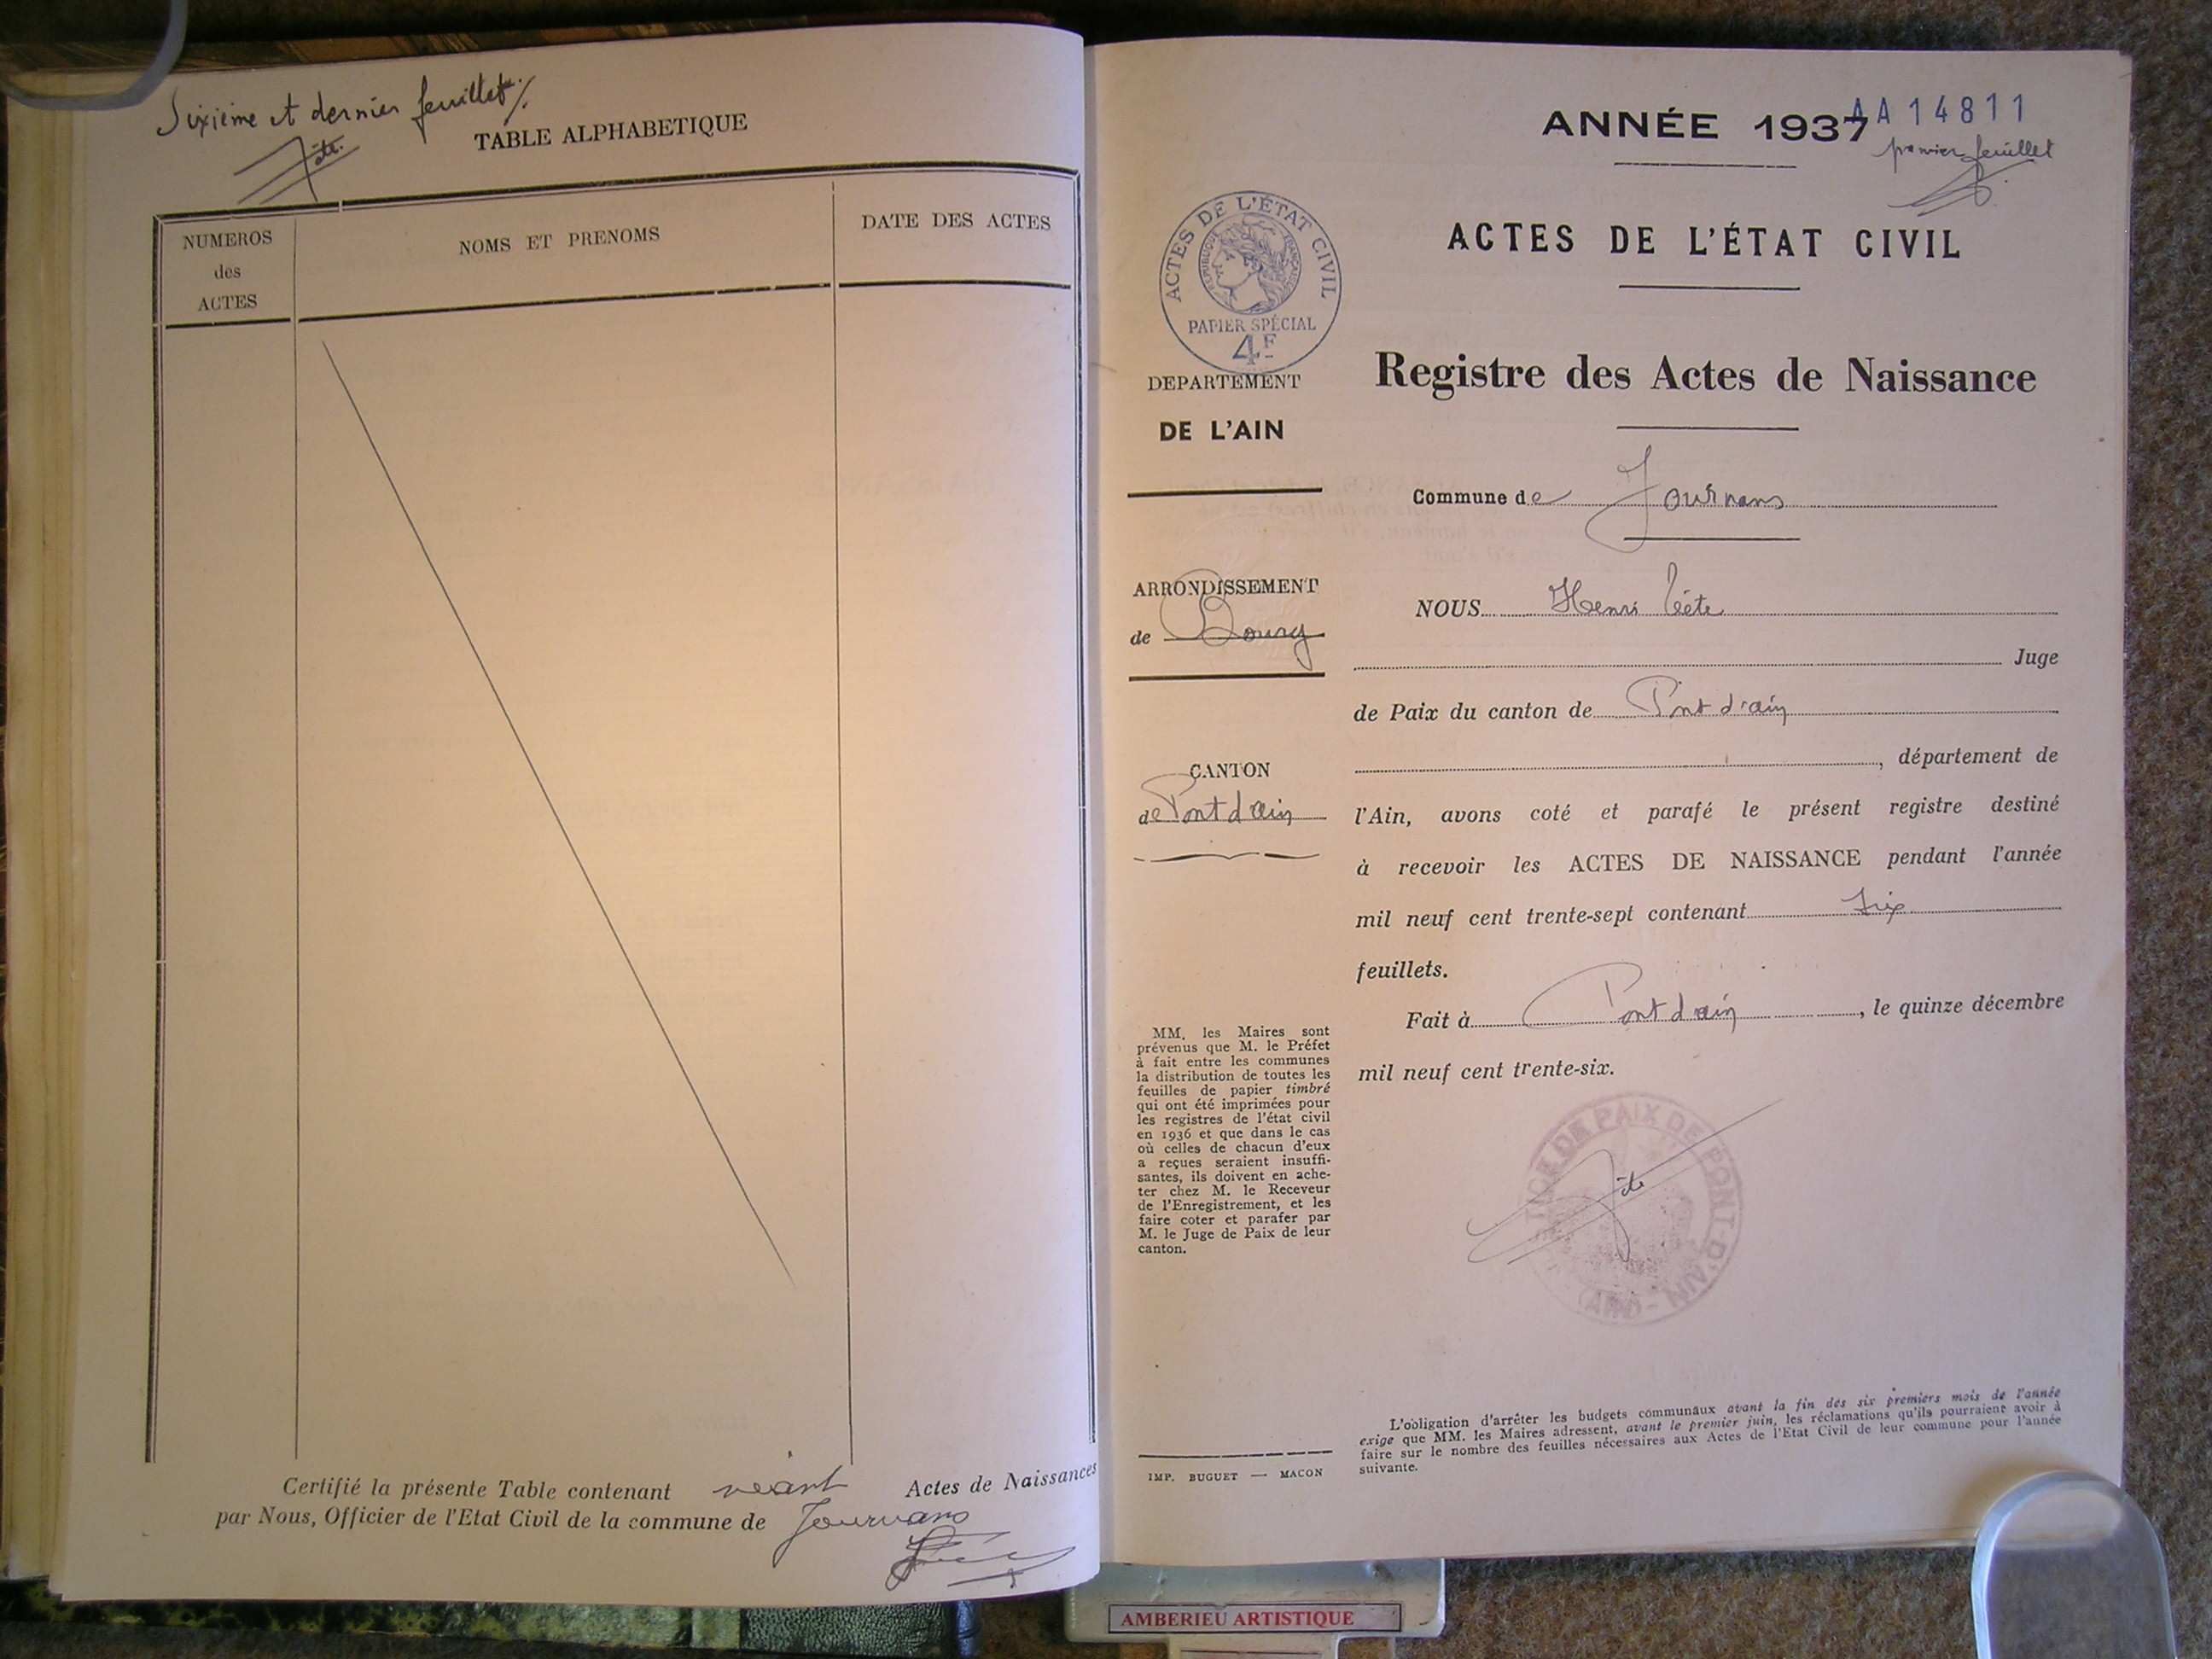 Sixième et dernier feuillet
TABLE ALPHABETIQUE
NUMEROS
des
ACTES
NOMS ET PRENOMS
DATE DES ACTES
Certifié la présente Table contenant néant Actes de Naissances
par Nous, Officier de l'Etat Civil de la commune de Journans
ANNÉE 1937
AA14811
premier feuillet
ACTES DE L'ÉTAT CIVIL
RÉPUBLIQUE FRANÇAISE
PAPIER SPÉCIAL
4F
ACTES DE L'ÉTAT CIVIL
Registre des Actes de Naissance
DEPARTEMENT
DE L'AIN
Commune de Journans
ARRONDISSEMENT
de Bourg
NOUS Henri
Juge
de Paix du canton de Pont d'ain
, département de
CANTON
de Pont d'ain
l'Ain, avons coté et parafé le présent registre destiné
à recevoir les ACTES DE NAISSANCE pendant l'année
mil neuf cent trente-sept contenant six
feuillets.
Fait à Pont d'ain, le quinze décembre
mil neuf cent trente-six.
MM, les Maires sont
prévenus que M. le Préfet
à fait entre les communes
la distribution de toutes les
feuilles de papier timbré
qui ont été imprimées pour
les registres de l'état civil
en 1936 et que dans le cas
où celles de chacun d'eux
a reçues seraient insuffi-
santes, ils doivent en ache-
ter chez M. le Receveur
de l'Enregistrement, et les
faire coter et parafer par
M. le Juge de Paix de leur
canton.
DE PAIX DE PONT-D'AIN
(AIN)
L'obligation d'arrêter les budgets communaux avant la fin des six premiers mois de l'année
exige que MM. les Maires adressent, avant le premier juin, les réclamations qu'ils pourraient avoir à
faire sur le nombre des feuilles nécessaires aux Actes de l'Etat Civil de leur commune pour l'année
suivante.
IMP. BUGUET — MACON
AMBERIEU ARTISTIQUE